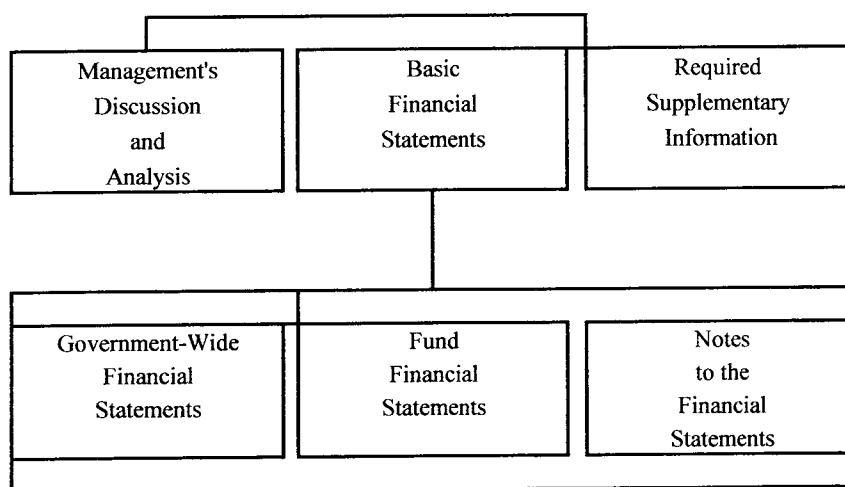 Management's
Discussion
and
Analysis
Basic
Financial
Statements
Required
Supplementary
Information
Government-Wide
Financial
Statements
Fund
Financial
Statements
Notes
to the
Financial
Statements